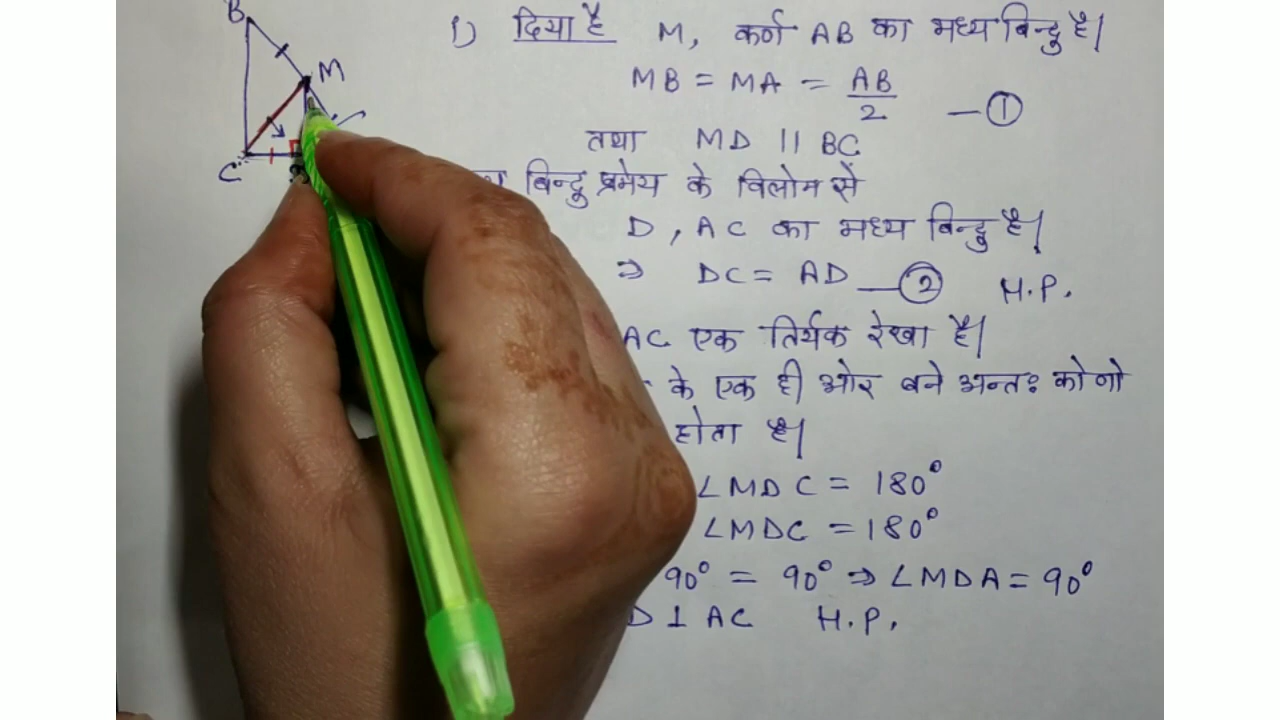 B
M
C
1) दिया है M, कर्ण AB का मध्य बिन्दु है।
MB = MA = AB/2 —①
तथा MD || BC
बिन्दु प्रमेय के विलोम से
D, AC का मध्य बिन्दु है।
⇒ DC = AD —② H.P.
AC एक तिर्यक रेखा है।
के एक ही ओर बने अन्तः कोणो
होता है।
∠MDC = 180°
∠MDC = 180°
90° = 90° ⇒ ∠MDA = 90°
D ⊥ AC H.P.